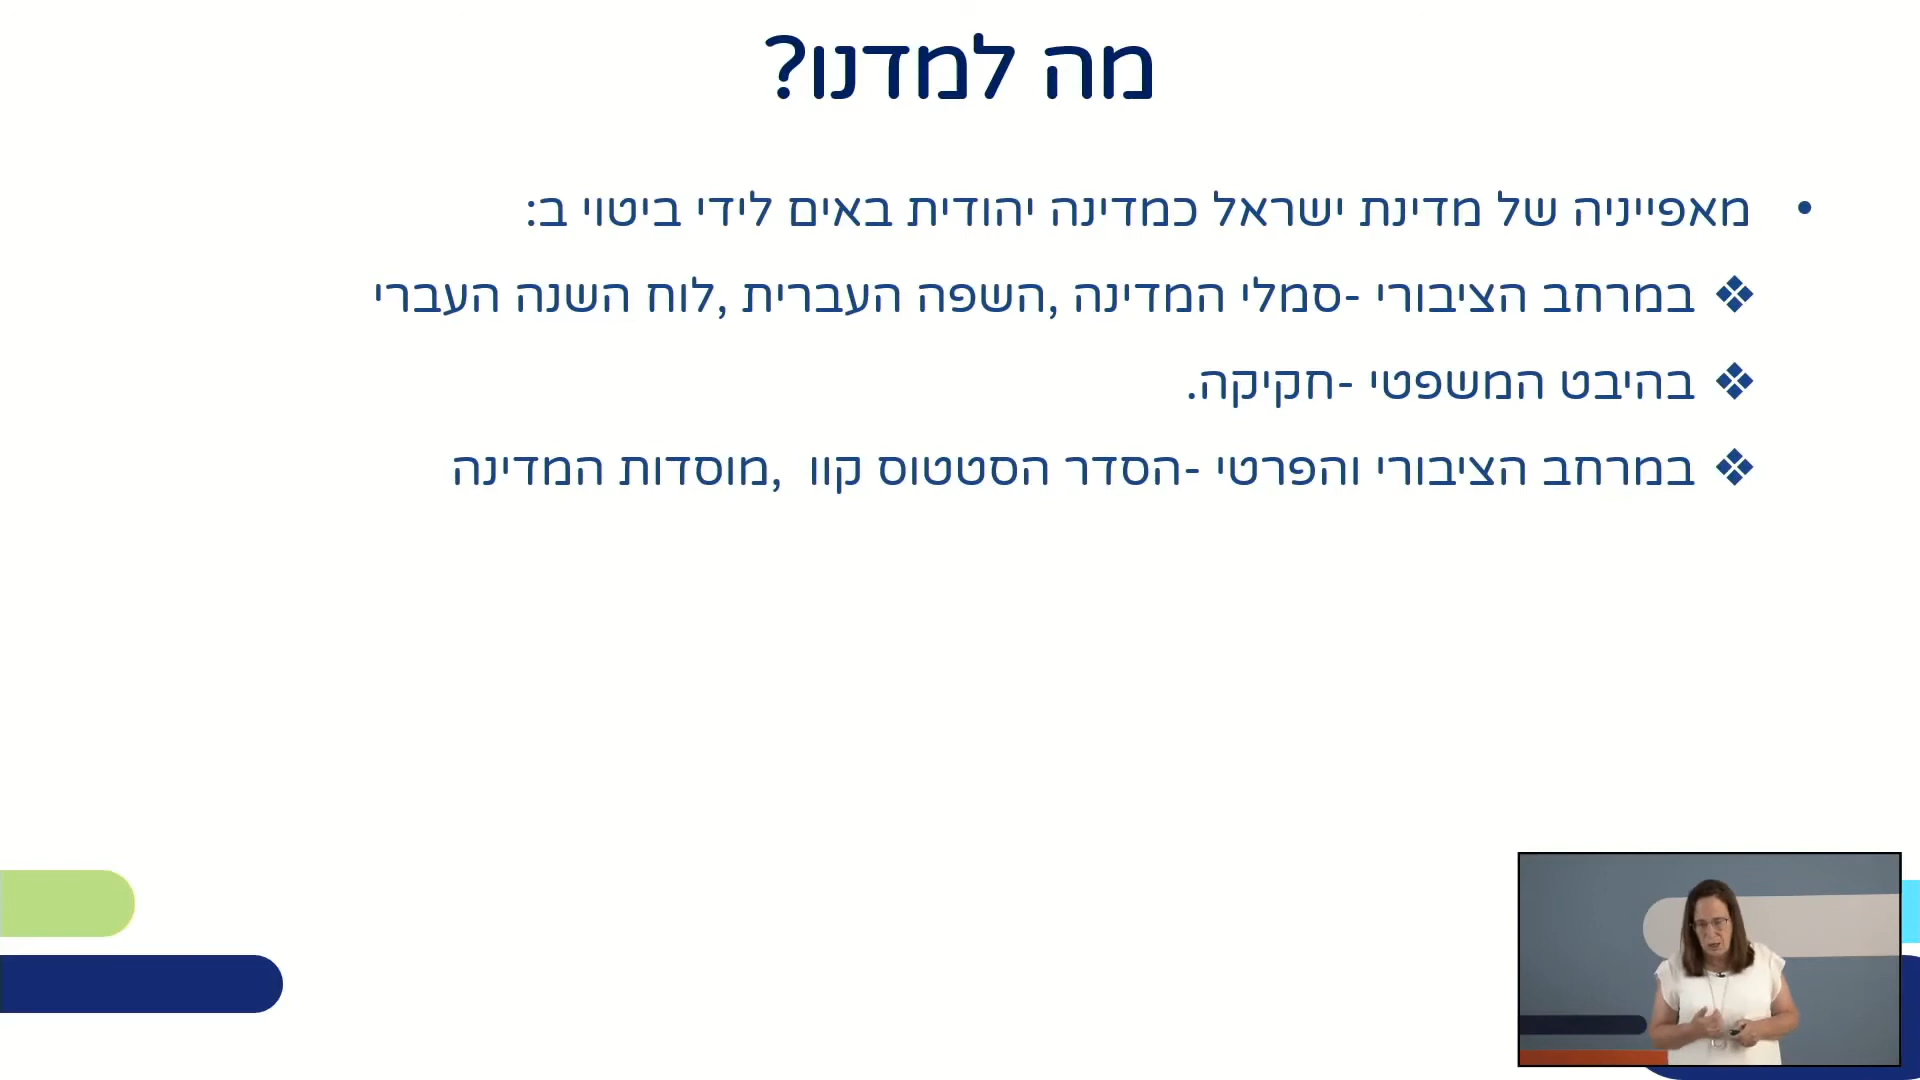 מה למדנו?
• מאפייניה של מדינת ישראל כמדינה יהודית באים לידי ביטוי ב:
❖ במרחב הציבורי -סמלי המדינה ,השפה העברית ,לוח השנה העברי
❖ בהיבט המשפטי -חקיקה.
❖ במרחב הציבורי והפרטי -הסדר הסטטוס קוו ,מוסדות המדינה